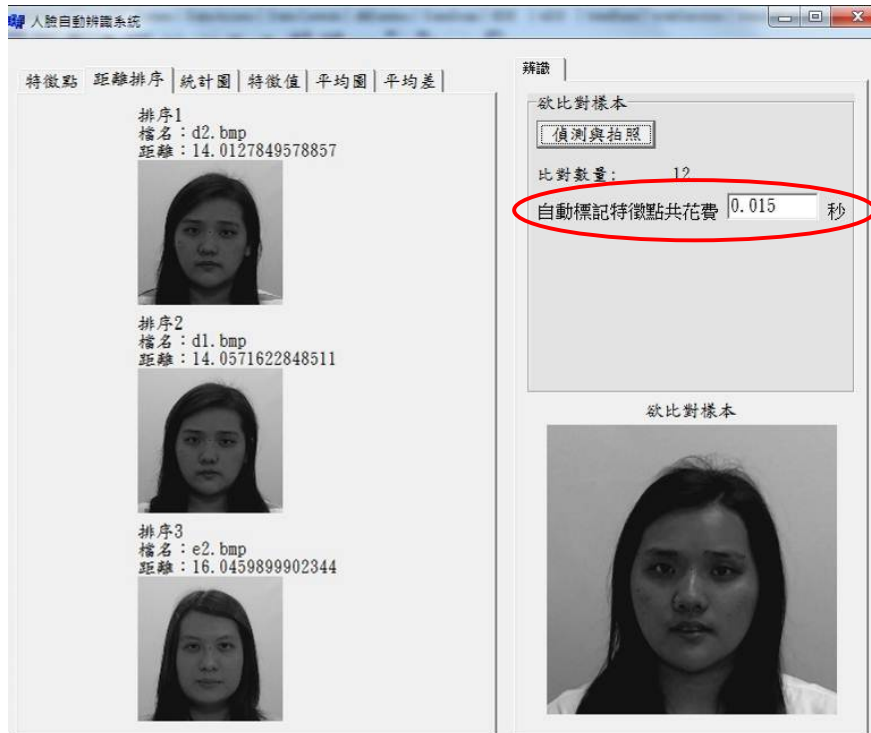 人臉自動辨識系統
特徵點 距離排序 統計圖 特徵值 平均圖 平均差
排序1
檔名：d2.bmp
距離：14.0127849578857
排序2
檔名：d1.bmp
距離：14.0571622848511
排序3
檔名：e2.bmp
距離：16.0459899902344
辨識
欲比對樣本
偵測與拍照
比對數量： 12
自動標記特徵點共花費 0.015 秒
欲比對樣本